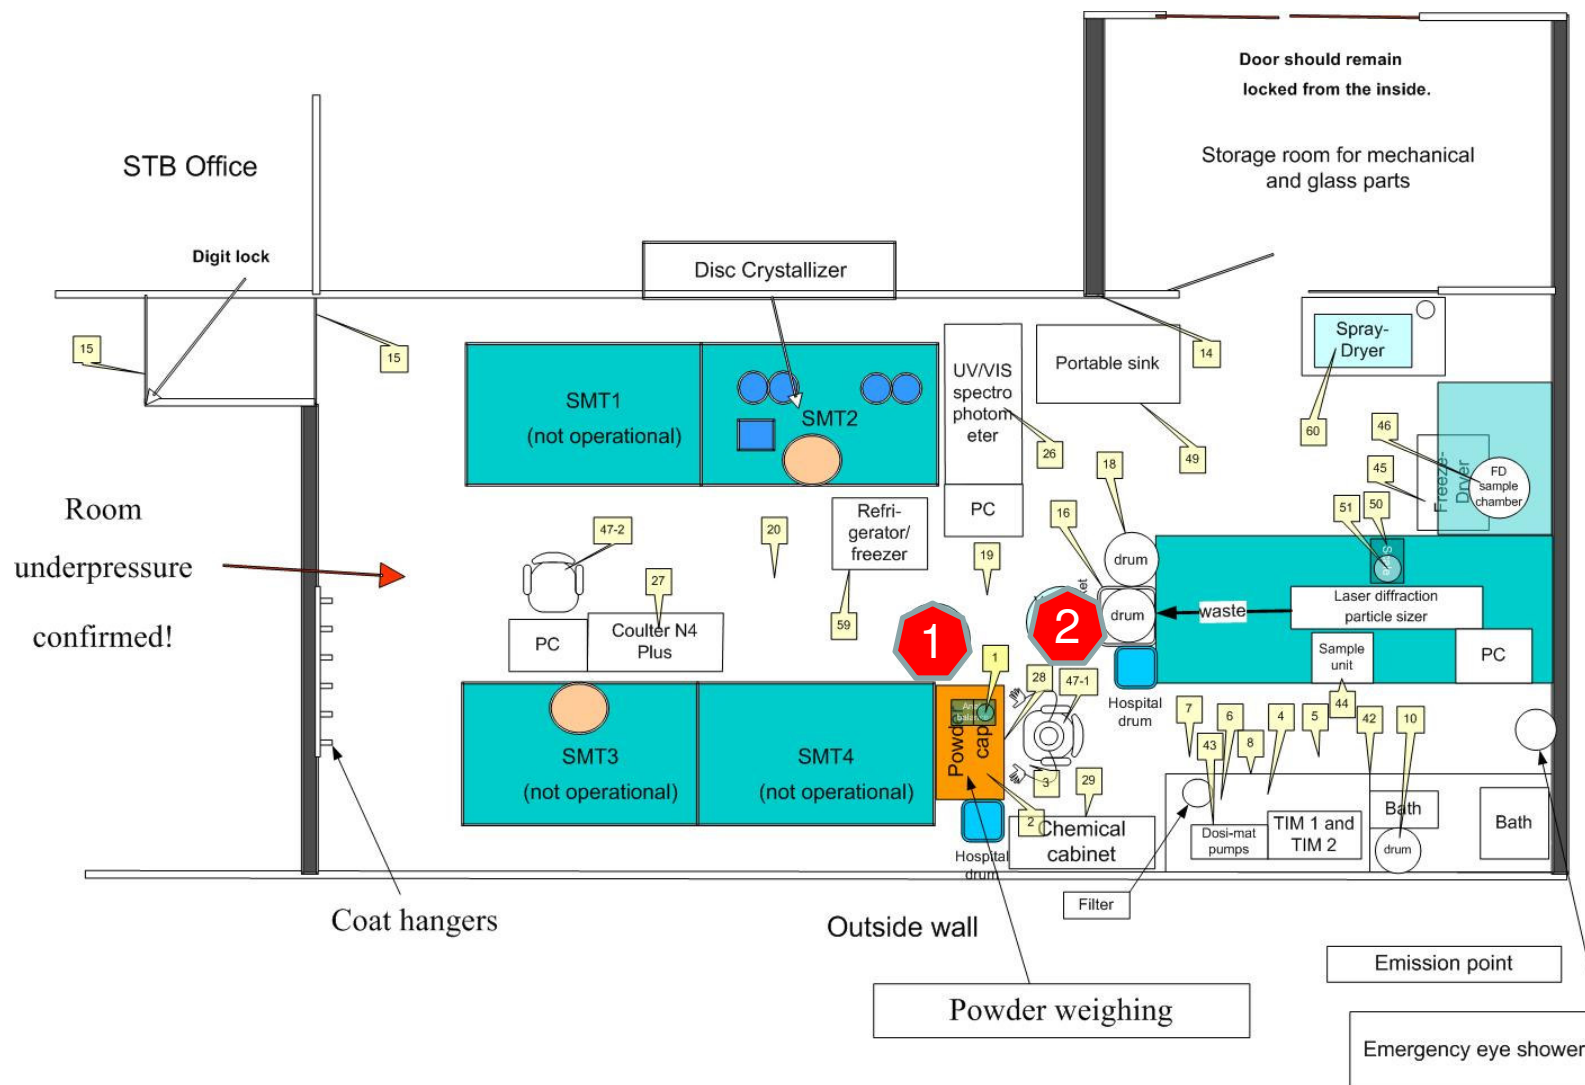 Door should remain
locked from the inside.
STB Office
Storage room for mechanical
and glass parts
Digit lock
Disc Crystallizer
15
15
14
Spray-
Dryer
UV/VIS
spectro
photom
eter
Portable sink
SMT1
(not operational)
SMT2
60
46
26
49
18
45
Freeze-
Dryer
FD
sample
chamber
Room
underpressure
confirmed!
Refri-
gerator/
freezer
PC
16
51
50
47-2
20
19
drum
27
Laser diffraction
particle sizer
waste
drum
59
1
2
PC
Coulter N4
Plus
Sample
unit
PC
1
28
47-1
Hospital
drum
44
7
6
4
5
42
10
Powder
cap
43
8
SMT3
(not operational)
SMT4
(not operational)
3
29
2
Bath
Bath
Chemical
cabinet
Dosi-mat
pumps
TIM 1 and
TIM 2
drum
Hospital
drum
Filter
Coat hangers
Outside wall
Emission point
Powder weighing
Emergency eye shower